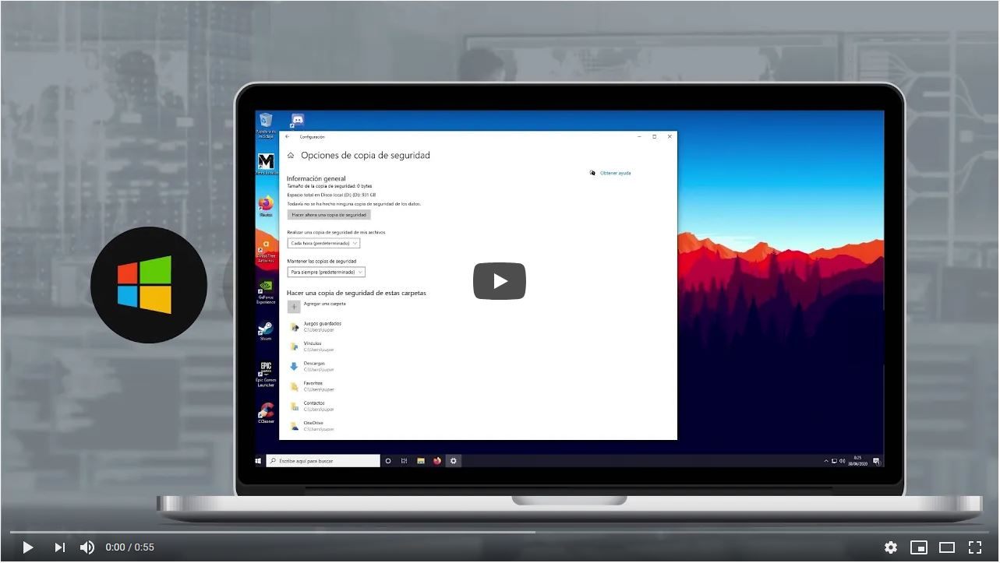 Papelera de
reciclaje
Configuración
Opciones de copia de seguridad
Obtener ayuda
Información general
Tamaño de la copia de seguridad: 0 bytes
Espacio total en Disco local (D:) (D:): 931 GB
Todavía no se ha hecho ninguna copia de seguridad de los datos.
Hacer ahora una copia de seguridad
Realizar una copia de seguridad de mis archivos
Cada hora (predeterminado)
Mantener las copias de seguridad
Para siempre (predeterminado)
Hacer una copia de seguridad de estas carpetas
Agregar una carpeta
Juegos guardados
C:\Users\super
Vínculos
C:\Users\super
Descargas
C:\Users\super
Favoritos
C:\Users\super
Contactos
C:\Users\super
OneDrive
C:\Users\super
Avast Free
Antivirus
GeForce
Experience
Steam
EPIC
GAMES
Epic Games
Launcher
CCleaner
Escribe aquí para buscar
0:25
30/06/2020
0:00 / 0:55